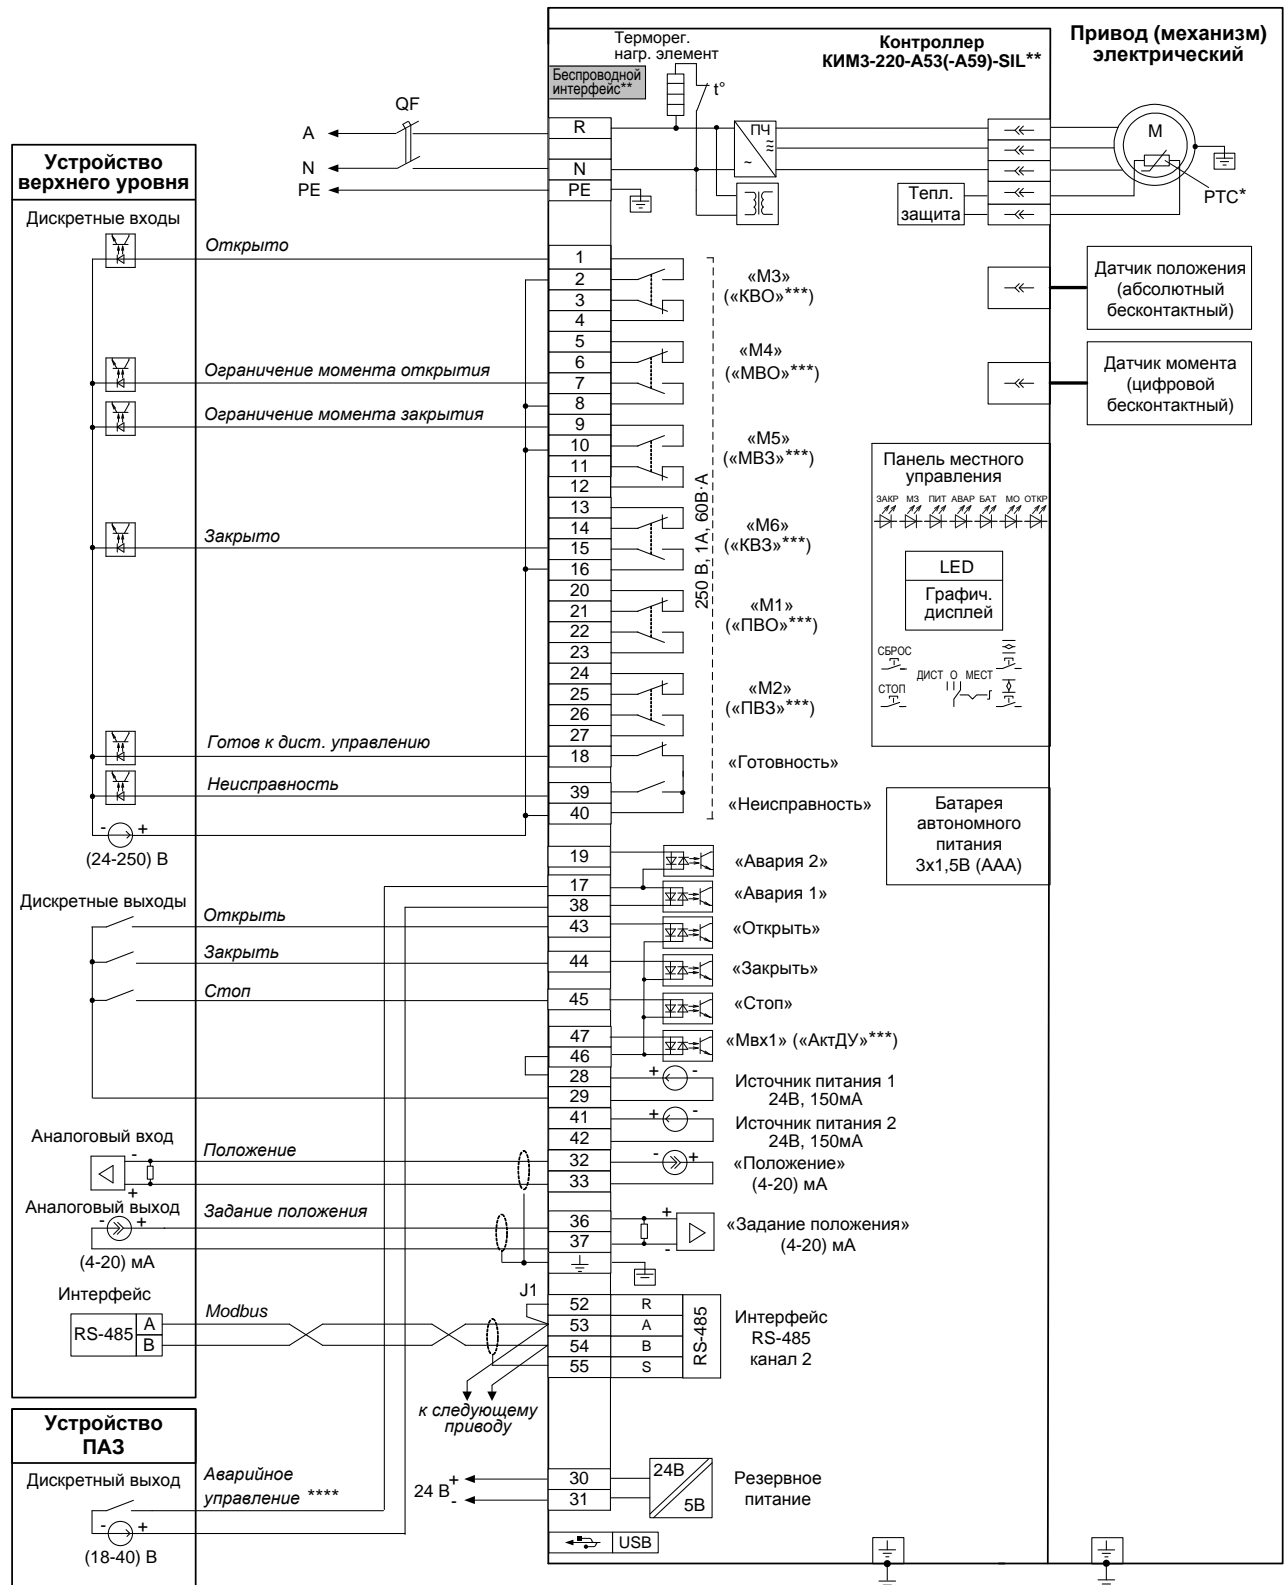 Терморег.
нагр. элемент
Контроллер
КИМ3-220-А53(-А59)-SIL**
Привод (механизм)
электрический
Беспроводной
интерфейс**
t°
QF
A
N
PE
R
N
PE
ПЧ
≈
~
M
PTC*
Тепл.
защита
Устройство
верхнего уровня
Дискретные входы
Открыто
Ограничение момента открытия
Ограничение момента закрытия
Закрыто
Готов к дист. управлению
Неисправность
- +
(24-250) В
1
2
3
4
5
6
7
8
9
10
11
12
13
14
15
16
20
21
22
23
24
25
26
27
18
39
40
«М3»
(«КВО»***)
«М4»
(«МВО»***)
«М5»
(«МВЗ»***)
«М6»
(«КВЗ»***)
«М1»
(«ПВО»***)
«М2»
(«ПВЗ»***)
«Готовность»
«Неисправность»
250 В, 1А, 60В·А
Датчик положения
(абсолютный
бесконтактный)
Датчик момента
(цифровой
бесконтактный)
Панель местного
управления
ЗАКР МЗ ПИТ АВАР БАТ МО ОТКР
LED
Графич.
дисплей
СБРОС
СТОП
ДИСТ О МЕСТ
Батарея
автономного
питания
3х1,5В (ААА)
Дискретные выходы
Открыть
Закрыть
Стоп
19
17
38
43
44
45
47
46
28
29
41
42
32
33
36
37
«Авария 2»
«Авария 1»
«Открыть»
«Закрыть»
«Стоп»
«Мвх1» («АктДУ»***)
+ -
Источник питания 1
24В, 150мА
+ -
Источник питания 2
24В, 150мА
- +
«Положение»
(4-20) мА
+
-
«Задание положения»
(4-20) мА
Аналоговый вход
-
+
Положение
Аналоговый выход
- +
Задание положения
(4-20) мА
Интерфейс
RS-485
A
B
Modbus
J1
52 R
53 A
54 B
55 S
RS-485
Интерфейс
RS-485
канал 2
к следующему
приводу
Устройство
ПАЗ
Дискретный выход
Аварийное
управление ****
- +
(18-40) В
24 В
+
-
30
31
24В
5В
Резервное
питание
USB